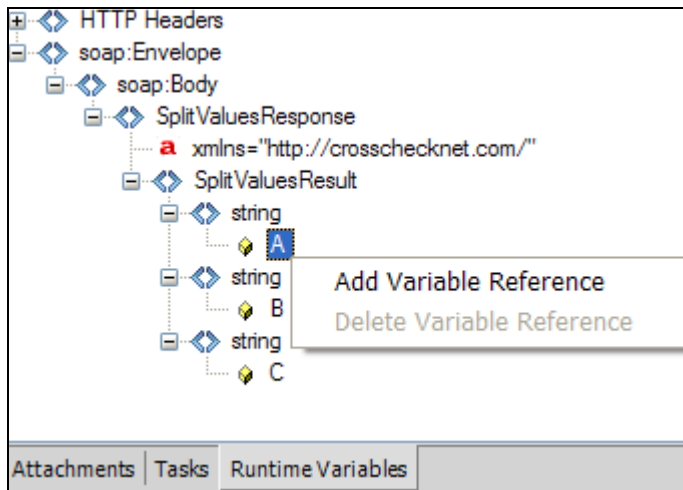 HTTP Headers
soap:Envelope
soap:Body
SplitValuesResponse
a xmlns="http://crosschecknet.com/"
SplitValuesResult
string
A
string
B
string
C
Add Variable Reference
Delete Variable Reference
Attachments Tasks Runtime Variables